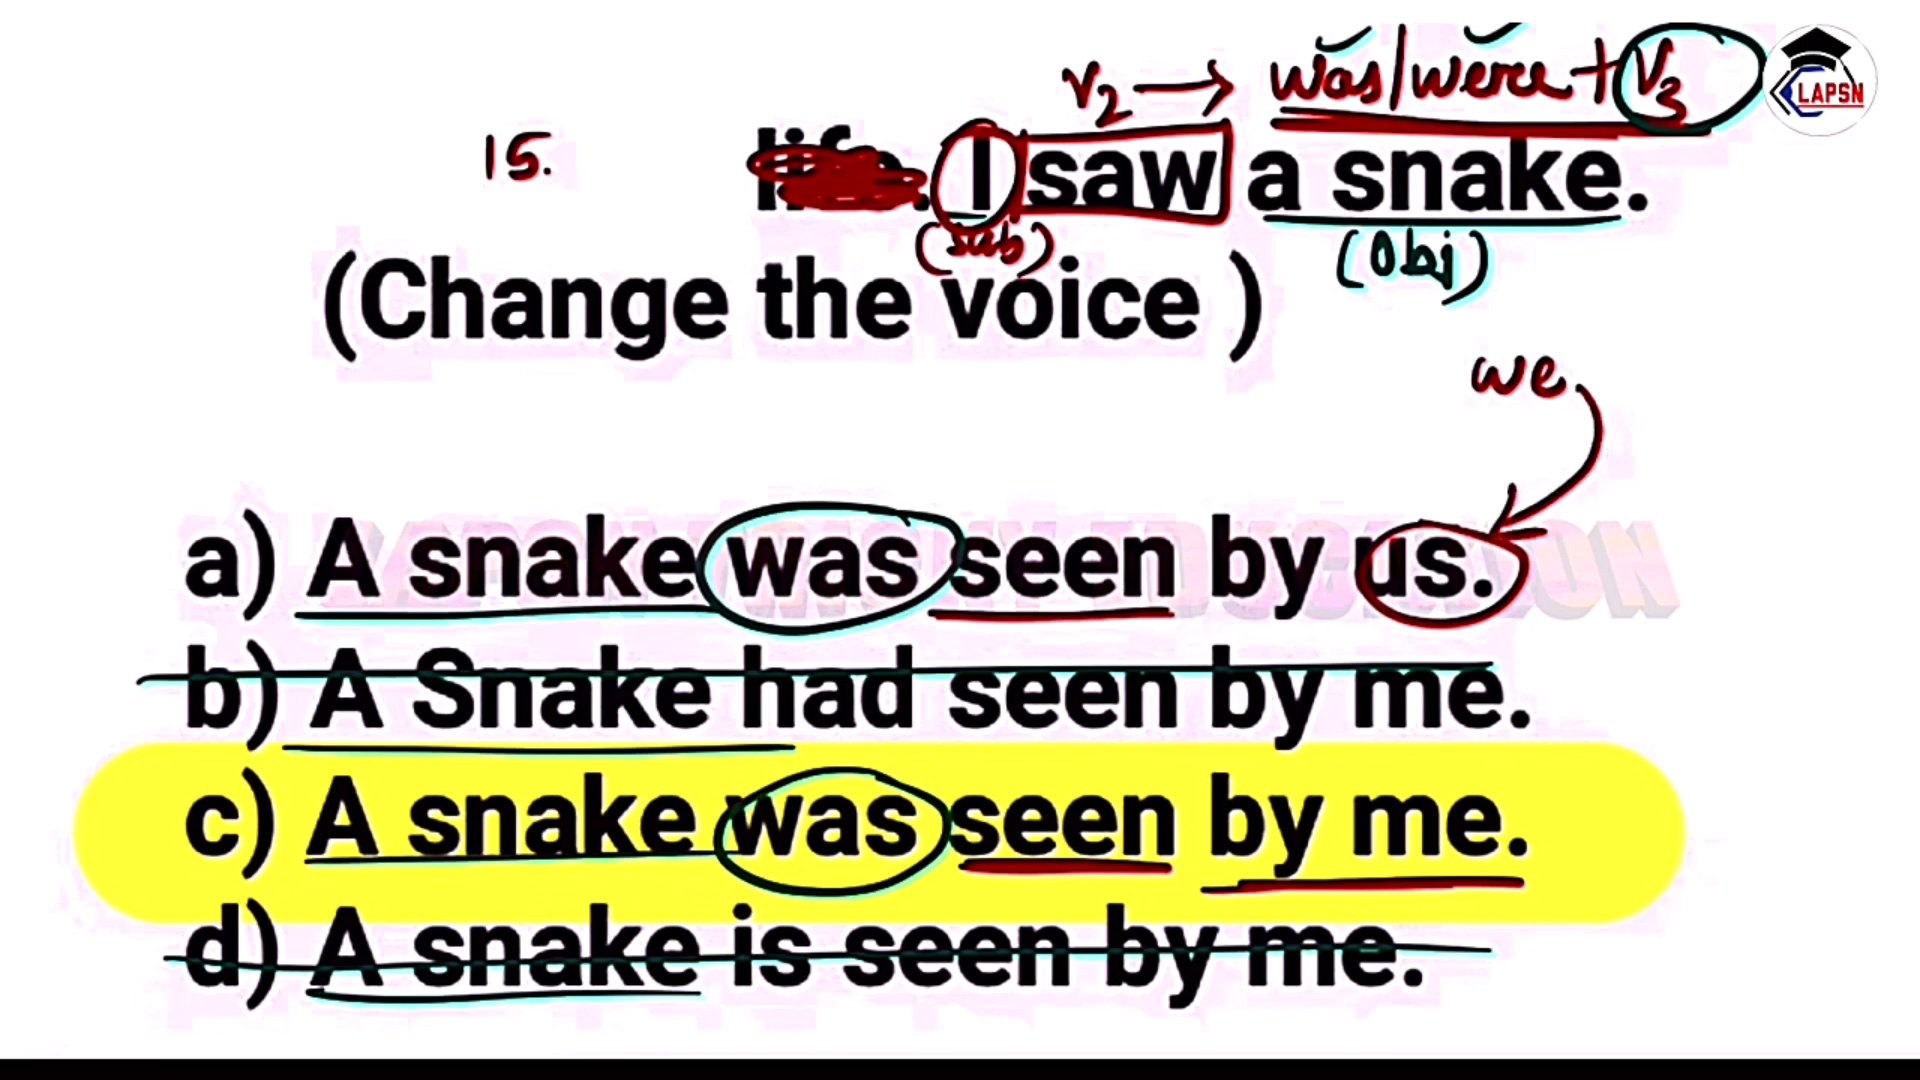 V2 → was/were + V3
LAPSN
15. I saw a snake.
(sub) (Obj)
(Change the voice )
we
a) A snake was seen by us.
b) A Snake had seen by me.
c) A snake was seen by me.
d) A snake is seen by me.